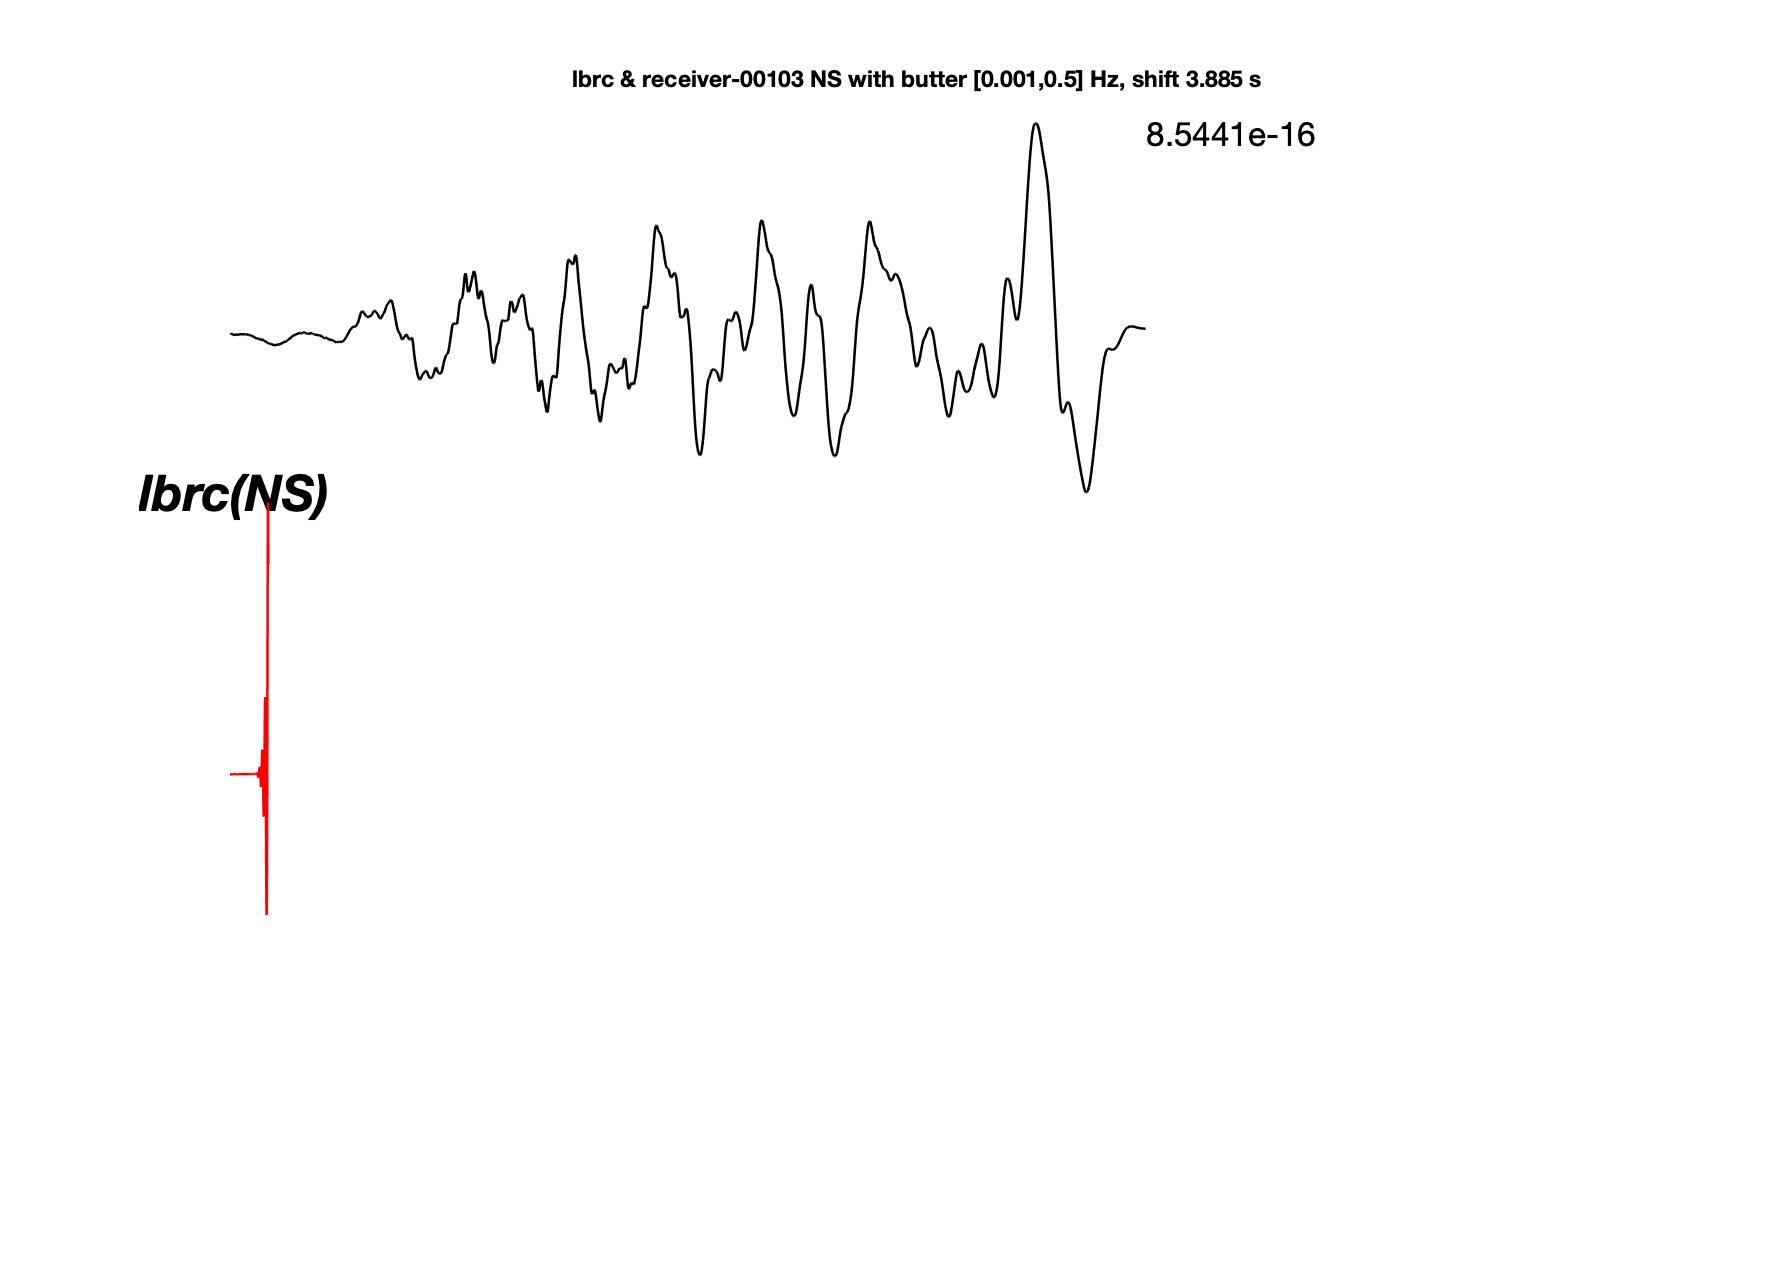 lbrc & receiver-00103 NS with butter [0.001,0.5] Hz, shift 3.885 s
8.5441e-16
lbrc(NS)